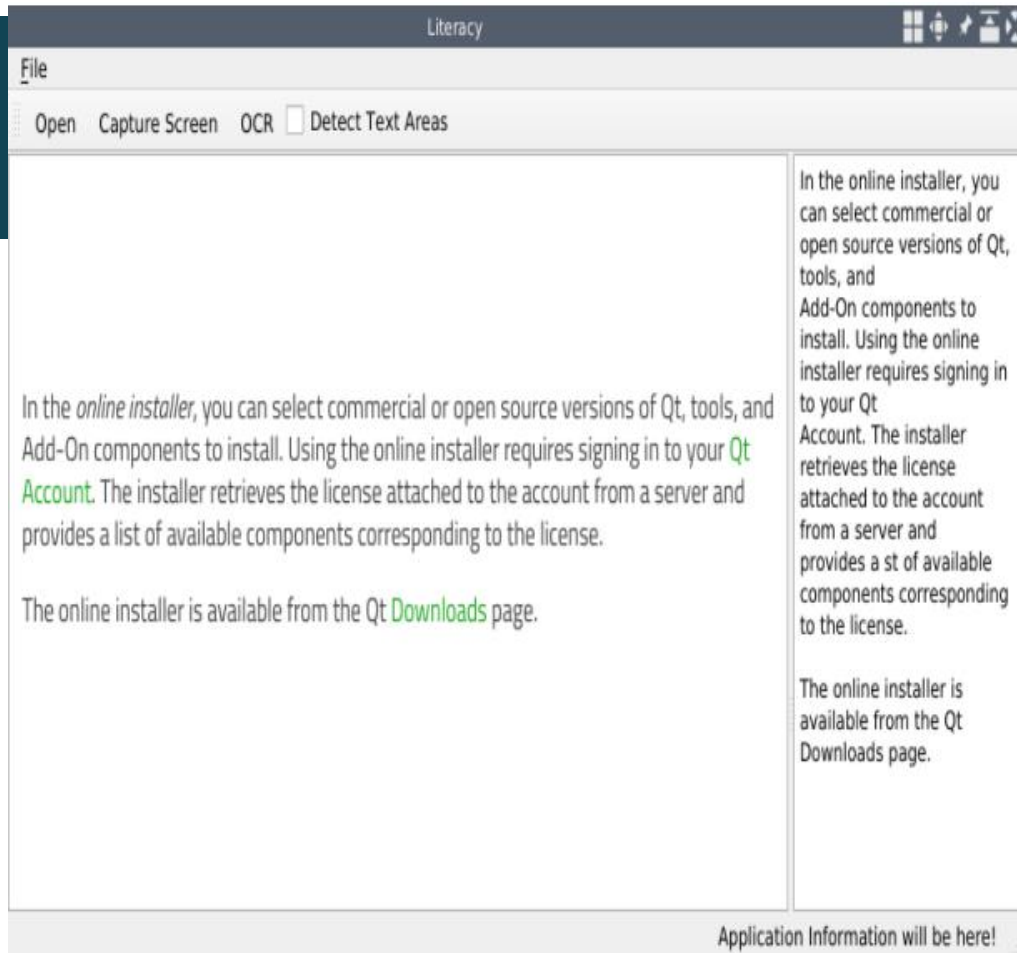 Literacy
File
Open Capture Screen OCR Detect Text Areas
In the online installer, you can select commercial or open source versions of Qt, tools, and
Add-On components to install. Using the online installer requires signing in to your Qt
Account. The installer retrieves the license attached to the account from a server and
provides a list of available components corresponding to the license.
The online installer is available from the Qt Downloads page.
In the online installer, you
can select commercial or
open source versions of Qt,
tools, and
Add-On components to
install. Using the online
installer requires signing in
to your Qt
Account. The installer
retrieves the license
attached to the account
from a server and
provides a st of available
components corresponding
to the license.
The online installer is
available from the Qt
Downloads page.
Application Information will be here!